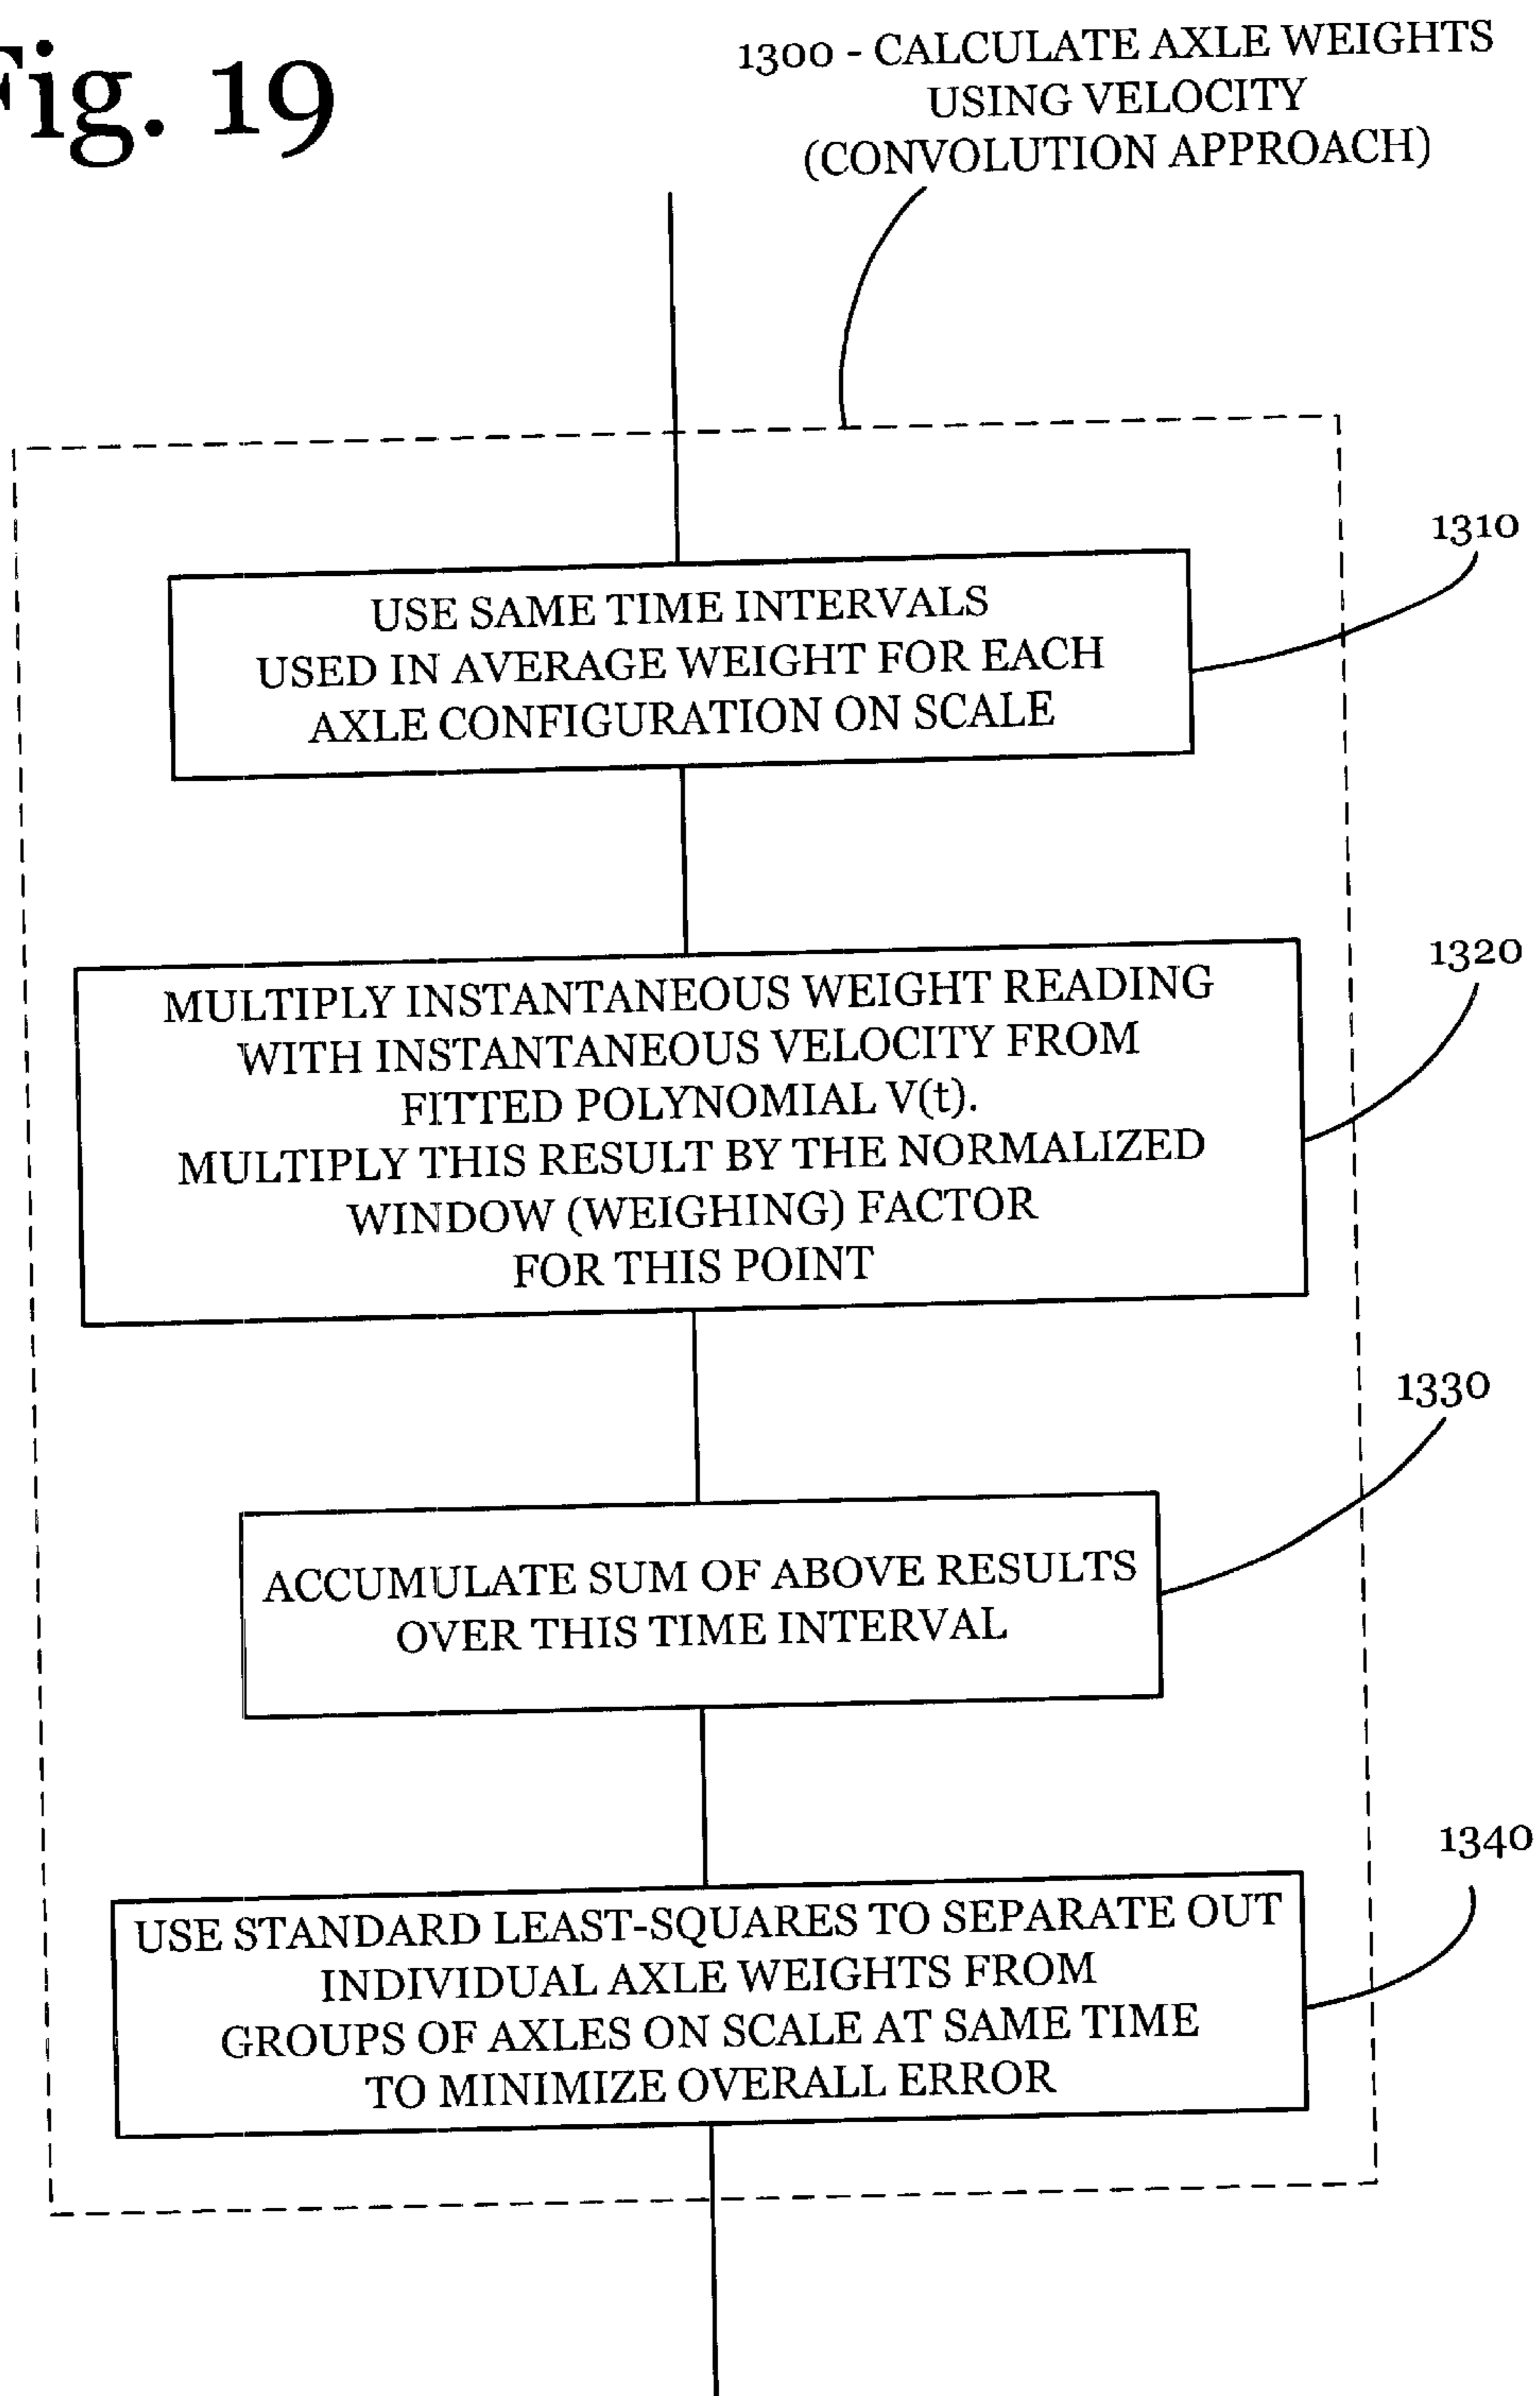 Fig. 19
1300 - CALCULATE AXLE WEIGHTS
USING VELOCITY
(CONVOLUTION APPROACH)
1310
USE SAME TIME INTERVALS
USED IN AVERAGE WEIGHT FOR EACH
AXLE CONFIGURATION ON SCALE
1320
MULTIPLY INSTANTANEOUS WEIGHT READING
WITH INSTANTANEOUS VELOCITY FROM
FITTED POLYNOMIAL V(t).
MULTIPLY THIS RESULT BY THE NORMALIZED
WINDOW (WEIGHING) FACTOR
FOR THIS POINT
1330
ACCUMULATE SUM OF ABOVE RESULTS
OVER THIS TIME INTERVAL
1340
USE STANDARD LEAST-SQUARES TO SEPARATE OUT
INDIVIDUAL AXLE WEIGHTS FROM
GROUPS OF AXLES ON SCALE AT SAME TIME
TO MINIMIZE OVERALL ERROR